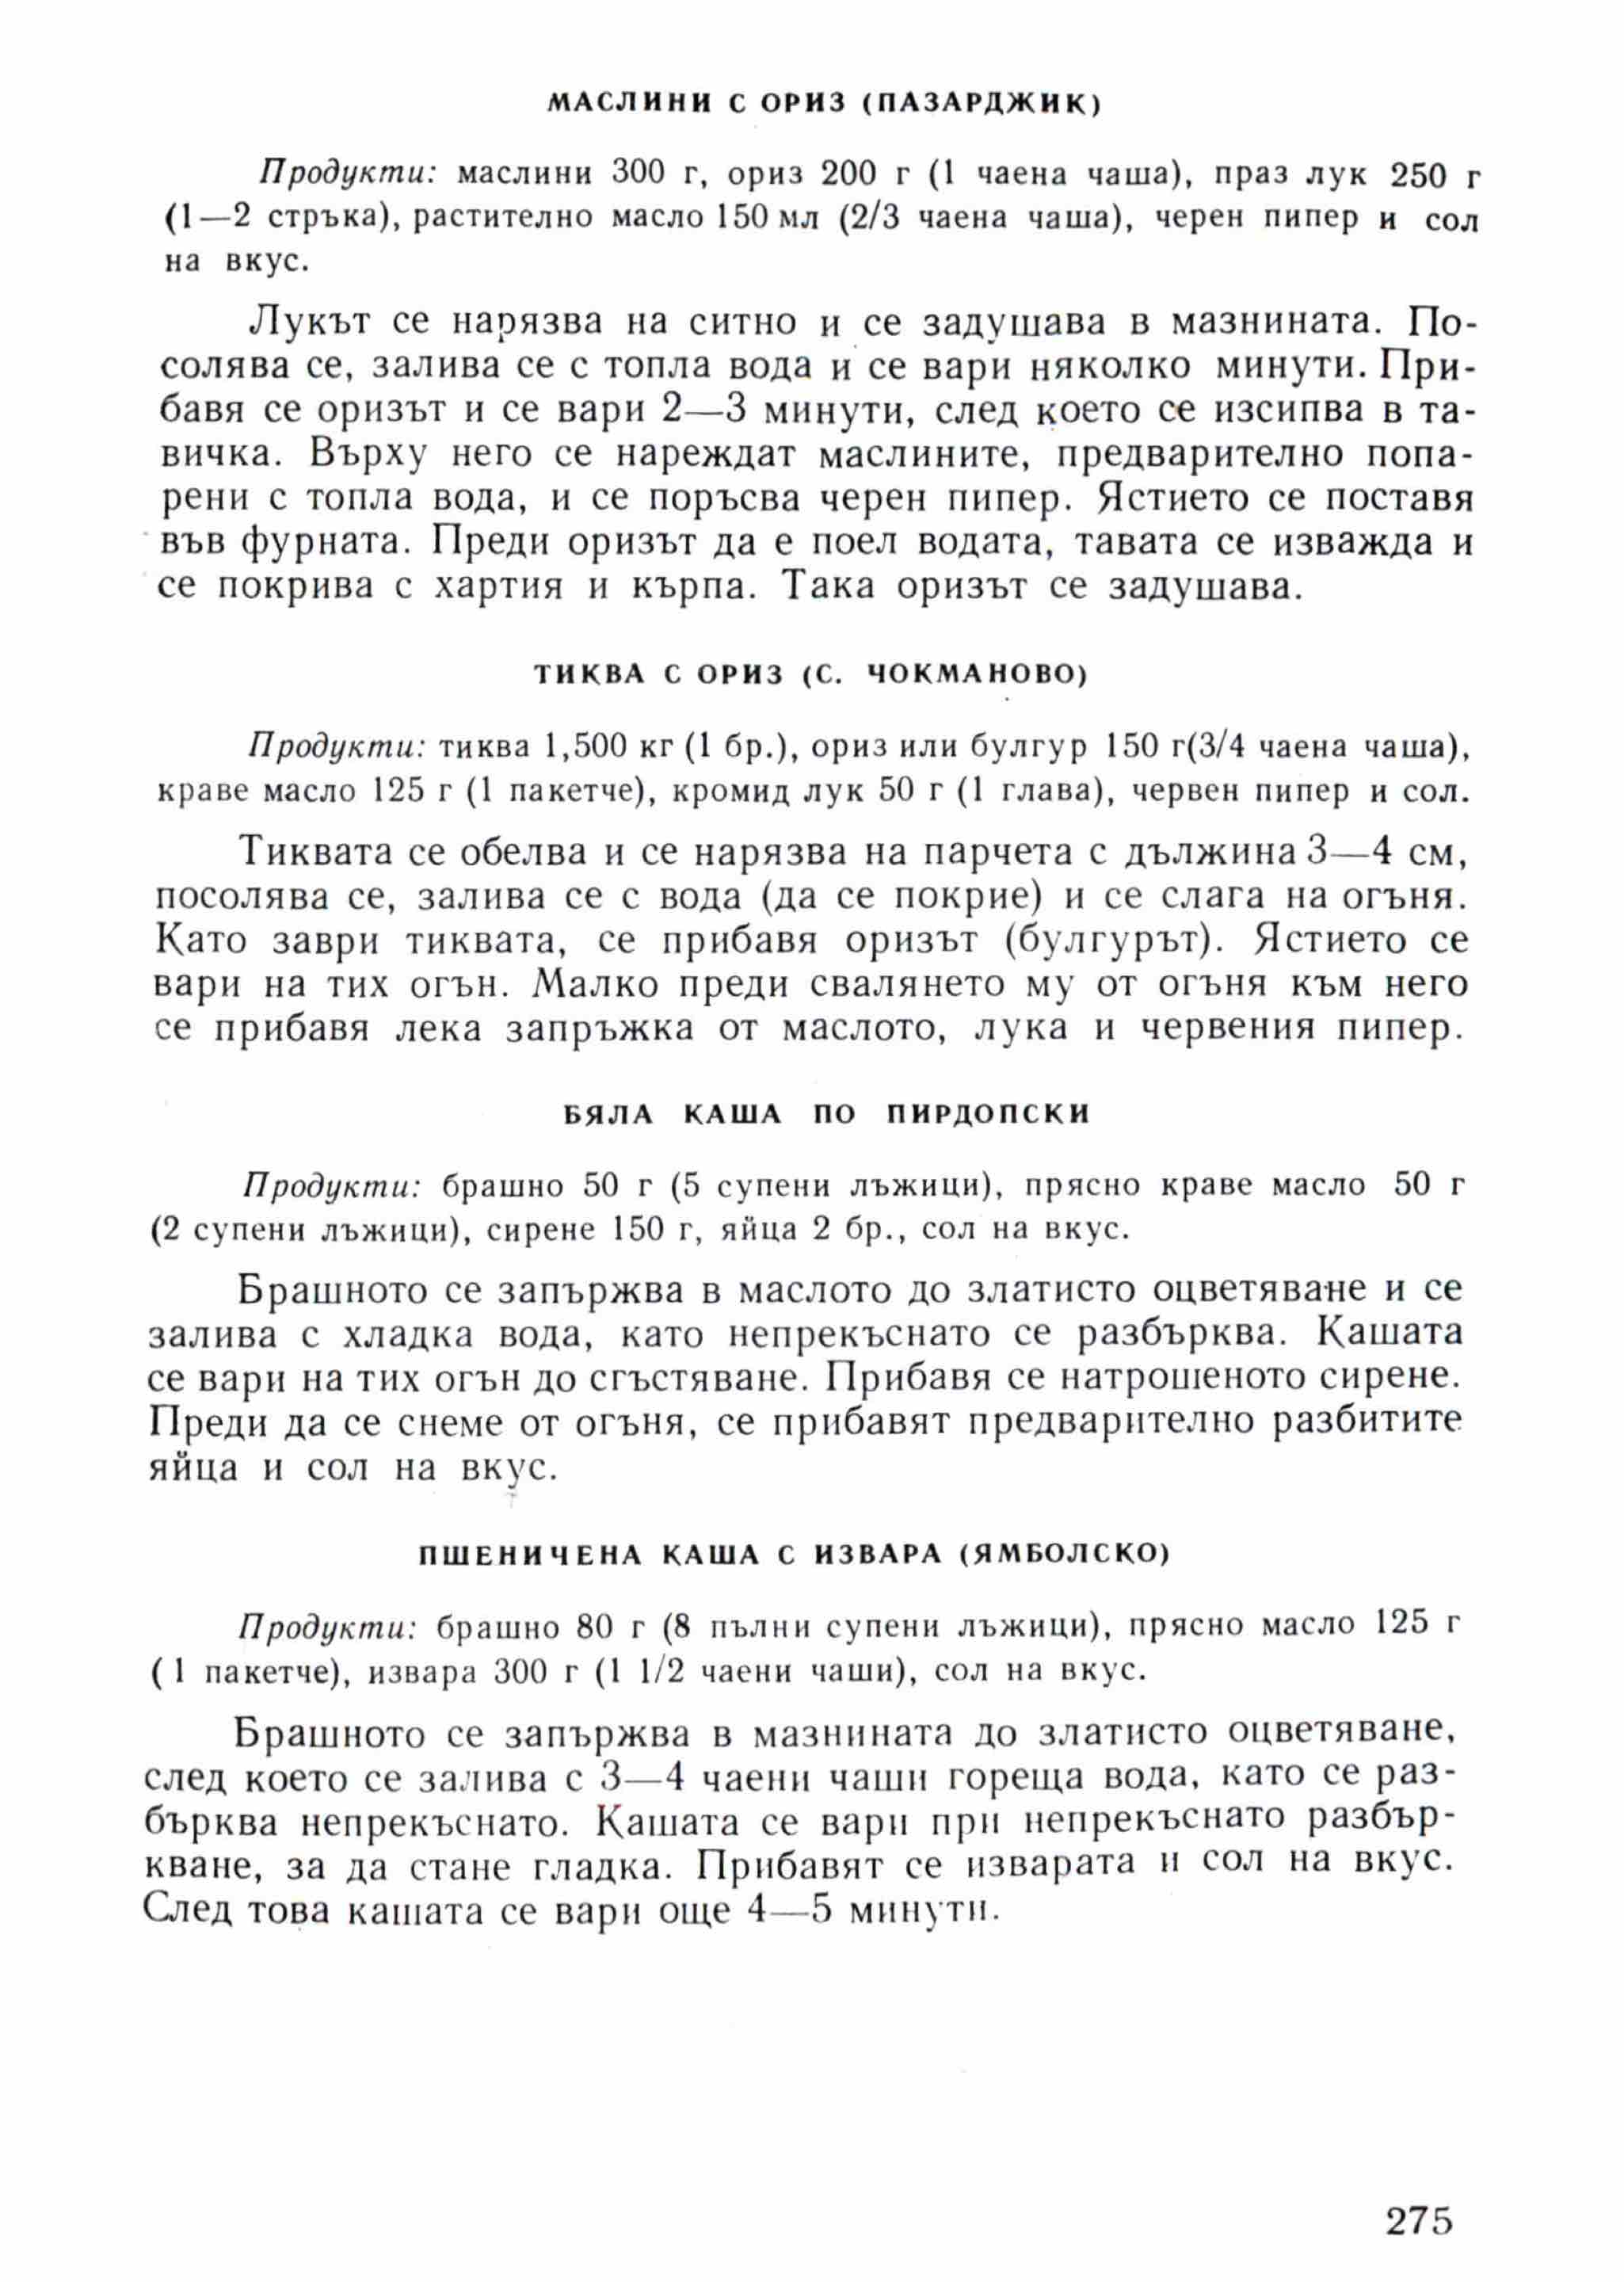 МАСЛИНИ С ОРИЗ (ПАЗАРДЖИК)
Продукти: маслини 300 г, ориз 200 г (1 чаена чаша), праз лук 250 г
(1—2 стръка), растително масло 150 мл (2/3 чаена чаша), черен пипер и сол
на вкус.
Лукът се нарязва на ситно и се задушава в мазнината. По-
солява се, залива се с топла вода и се вари няколко минути. При-
бавя се оризът и се вари 2—3 минути, след което се изсипва в та-
вичка. Върху него се нареждат маслините, предварително попа-
рени с топла вода, и се поръсва черен пипер. Ястието се поставя
във фурната. Преди оризът да е поел водата, тавата се изважда и
се покрива с хартия и кърпа. Така оризът се задушава.
ТИКВА С ОРИЗ (С. ЧОКМАНОВО)
Продукти: тиква 1,500 кг (1 бр.), ориз или булгур 150 г(3/4 чаена чаша),
краве масло 125 г (1 пакетче), кромид лук 50 г (1 глава), червен пипер и сол.
Тиквата се обелва и се нарязва на парчета с дължина 3—4 см,
посолява се, залива се с вода (да се покрие) и се слага на огъня.
Като заври тиквата, се прибавя оризът (булгурът). Ястието се
вари на тих огън. Малко преди свалянето му от огъня към него
се прибавя лека запръжка от маслото, лука и червения пипер.
БЯЛА КАША ПО ПИРДОПСКИ
Продукти: брашно 50 г (5 супени лъжици), прясно краве масло 50 г
(2 супени лъжици), сирене 150 г, яйца 2 бр., сол на вкус.
Брашното се запържва в маслото до златисто оцветяване и се
залива с хладка вода, като непрекъснато се разбърква. Кашата
се вари на тих огън до сгъстяване. Прибавя се натрошеното сирене.
Преди да се снеме от огъня, се прибавят предварително разбитите
яйца и сол на вкус.
ПШЕНИЧЕНА КАША С ИЗВАРА (ЯМБОЛСКО)
Продукти: брашно 80 г (8 пълни супени лъжици), прясно масло 125 г
( 1 пакетче), извара 300 г (1 1/2 чаени чаши), сол на вкус.
Брашното се запържва в мазнината до златисто оцветяване,
след което се залива с 3—4 чаени чаши гореща вода, като се раз-
бърква непрекъснато. Кашата се вари при непрекъснато разбър-
кване, за да стане гладка. Прибавят се изварата и сол на вкус.
След това кашата се вари още 4—5 минути.
275